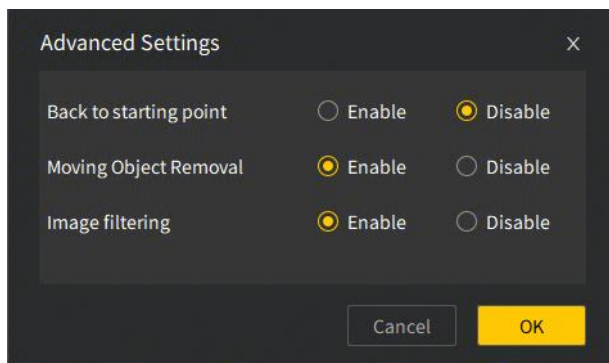 Advanced Settings X
Back to starting point Enable Disable
Moving Object Removal Enable Disable
Image filtering Enable Disable
Cancel OK